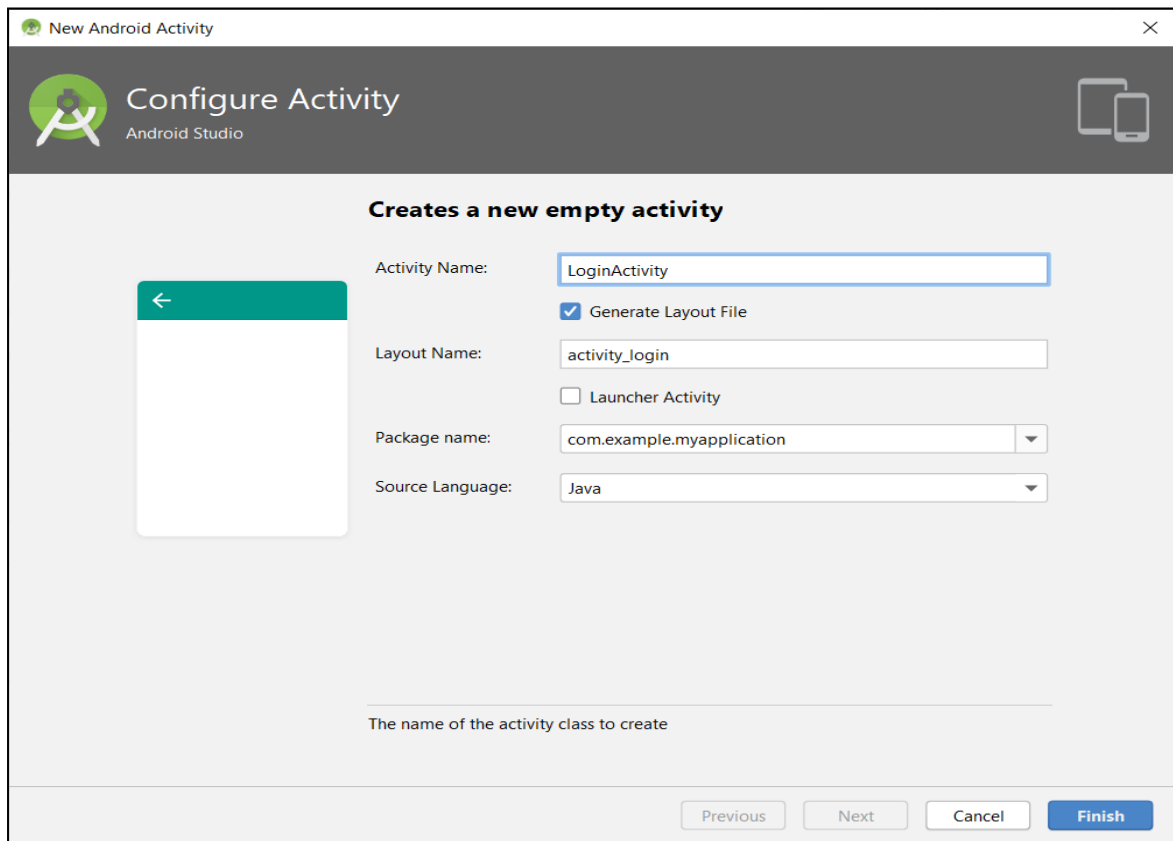 New Android Activity
Configure Activity
Android Studio
Creates a new empty activity
Activity Name:
LoginActivity
Generate Layout File
Layout Name:
activity_login
Launcher Activity
Package name:
com.example.myapplication
Source Language:
Java
The name of the activity class to create
Previous
Next
Cancel
Finish